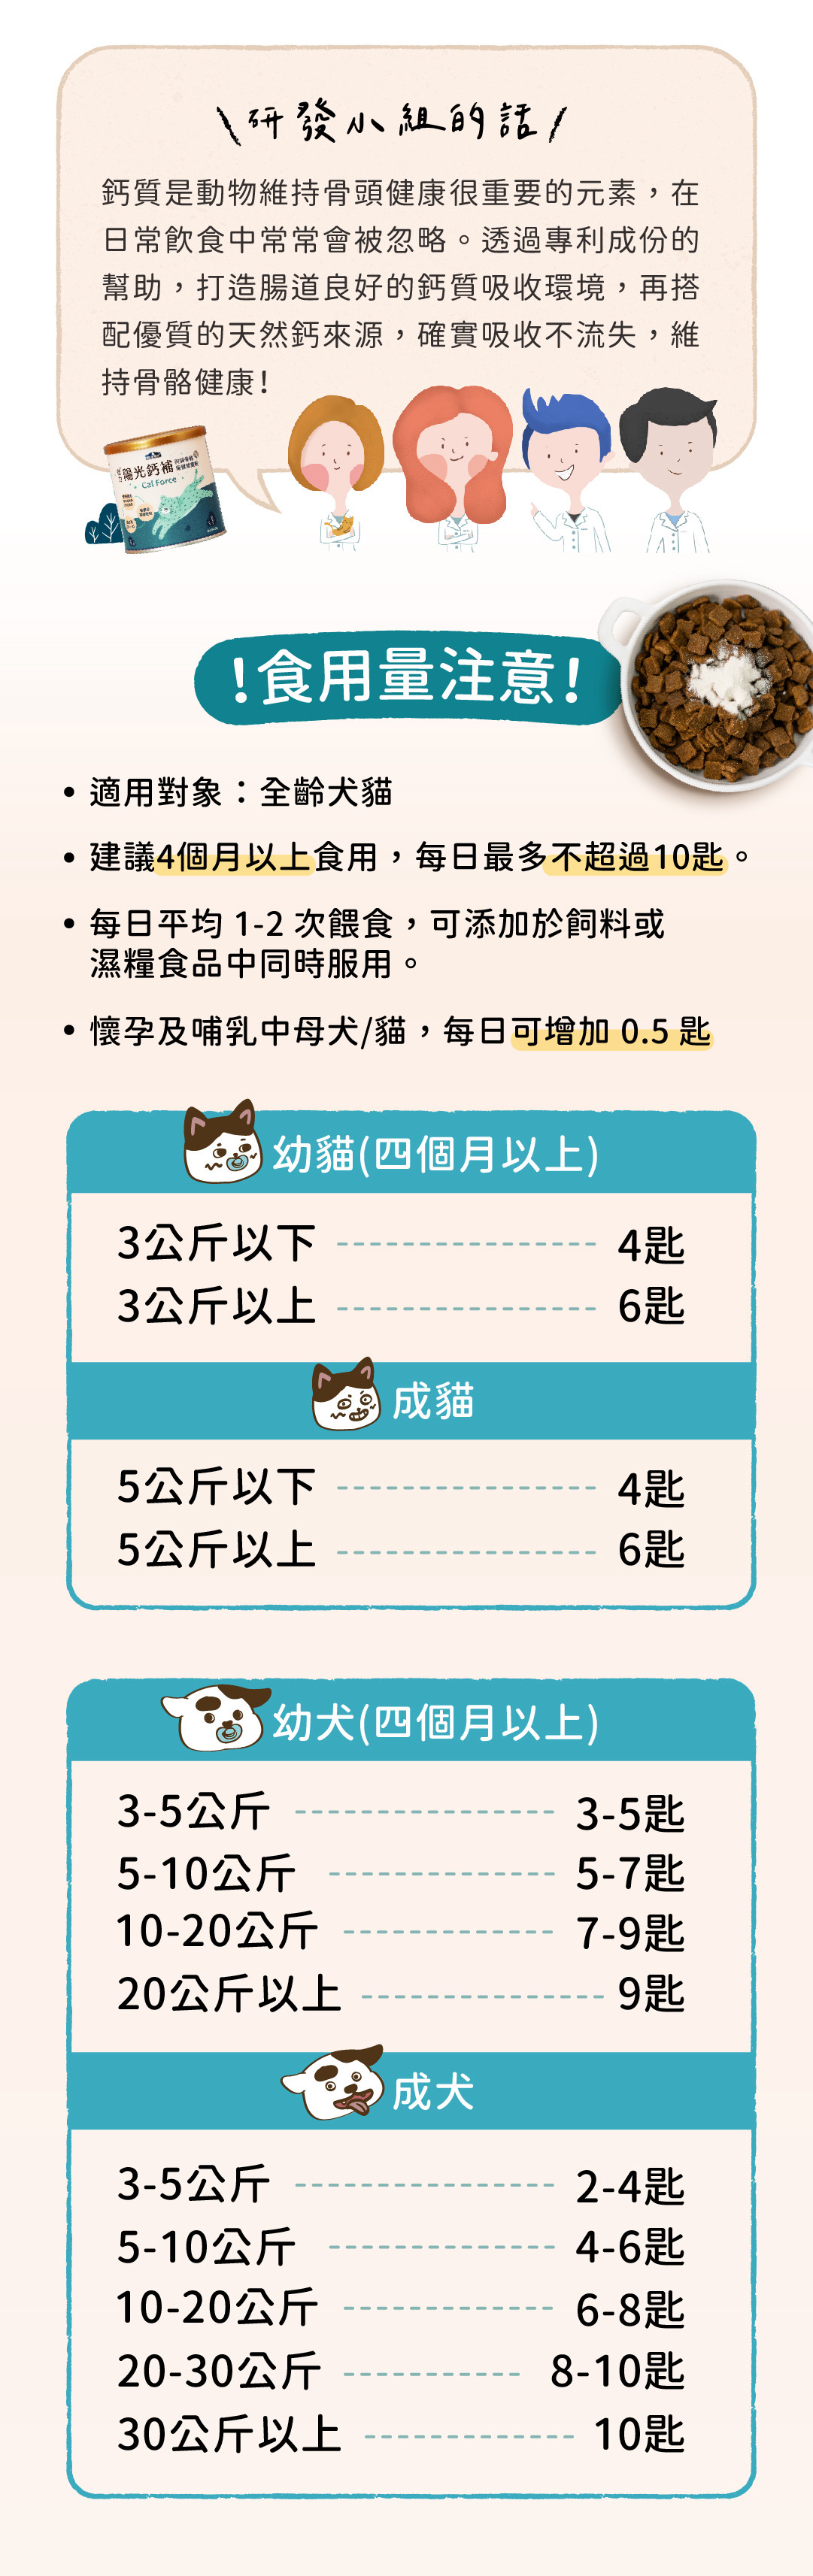 研發小組的話
鈣質是動物維持骨頭健康很重要的元素，在
日常飲食中常常會被忽略。透過專利成份的
幫助，打造腸道良好的鈣質吸收環境，再搭
配優質的天然鈣來源，確實吸收不流失，維
持骨骼健康！
陽光鈣補
Cal Force
！食用量注意！
• 適用對象：全齡犬貓
• 建議4個月以上食用，每日最多不超過10匙。
• 每日平均 1-2 次餵食，可添加於飼料或
濕糧食品中同時服用。
• 懷孕及哺乳中母犬/貓，每日可增加 0.5 匙
幼貓(四個月以上)
3公斤以下 4匙
3公斤以上 6匙
成貓
5公斤以下 4匙
5公斤以上 6匙
幼犬(四個月以上)
3-5公斤 3-5匙
5-10公斤 5-7匙
10-20公斤 7-9匙
20公斤以上 9匙
成犬
3-5公斤 2-4匙
5-10公斤 4-6匙
10-20公斤 6-8匙
20-30公斤 8-10匙
30公斤以上 10匙